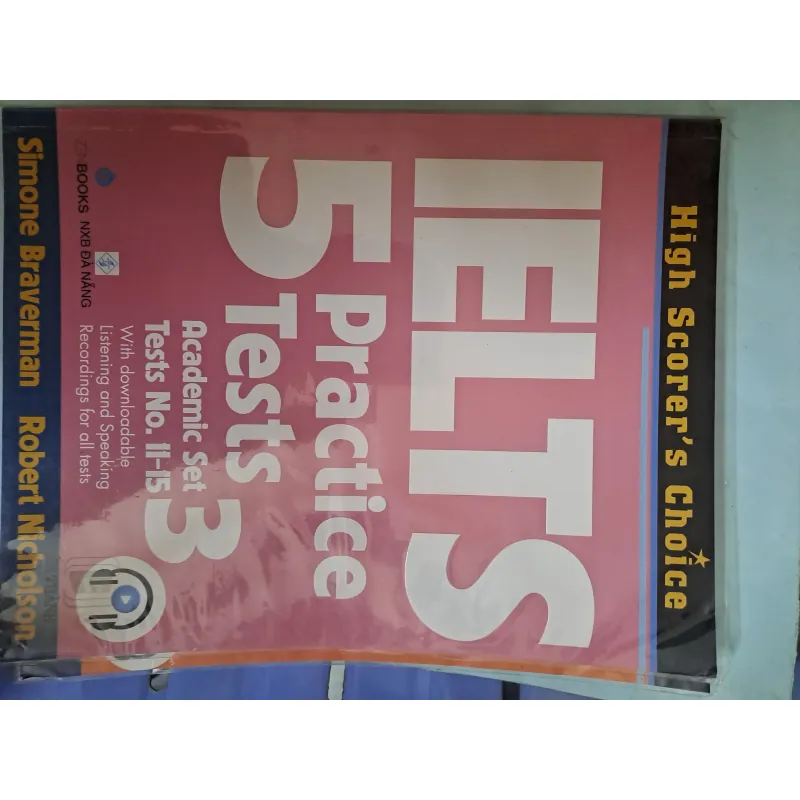 High Scorer's Choice
IELTS
5 Practice
Tests
Academic Set 3
Tests No. 11-15
With downloadable
Listening and Speaking
Recordings for all tests
BOOKS NXB ĐÀ NẴNG
Simone Braverman Robert Nicholson